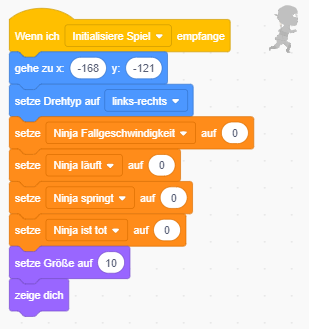 Wenn ich Initialisiere Spiel empfange
gehe zu x: -168 y: -121
setze Drehtyp auf links-rechts
setze Ninja Fallgeschwindigkeit auf 0
setze Ninja läuft auf 0
setze Ninja springt auf 0
setze Ninja ist tot auf 0
setze Größe auf 10
zeige dich